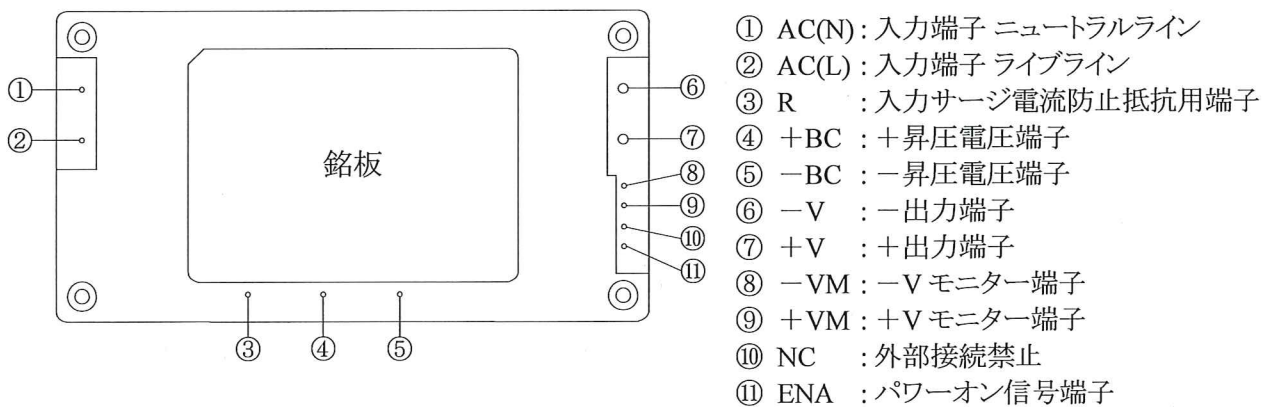 ①
②
銘板
③
④
⑤
⑥
⑦
⑧
⑨
⑩
⑪
① AC(N) : 入力端子 ニュートラルライン
② AC(L) : 入力端子 ライブライン
③ R : 入力サージ電流防止抵抗用端子
④ +BC : +昇圧電圧端子
⑤ -BC : -昇圧電圧端子
⑥ -V : -出力端子
⑦ +V : +出力端子
⑧ -VM : -V モニター端子
⑨ +VM : +V モニター端子
⑩ NC : 外部接続禁止
⑪ ENA : パワーオン信号端子